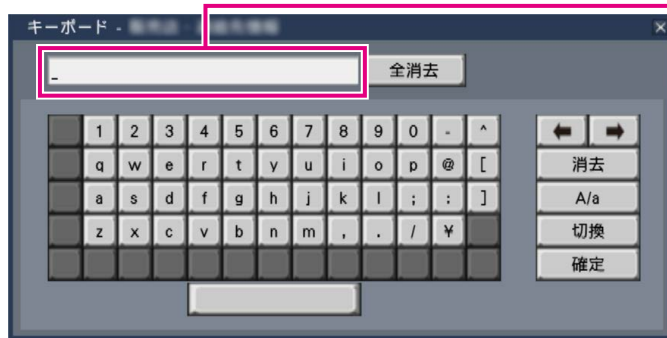 キーボード -
×
_
全消去
1 2 3 4 5 6 7 8 9 0 - ^
q w e r t y u i o p @ [
消去
a s d f g h j k l ; : ]
A/a
z x c v b n m , . / ¥
切換
確定